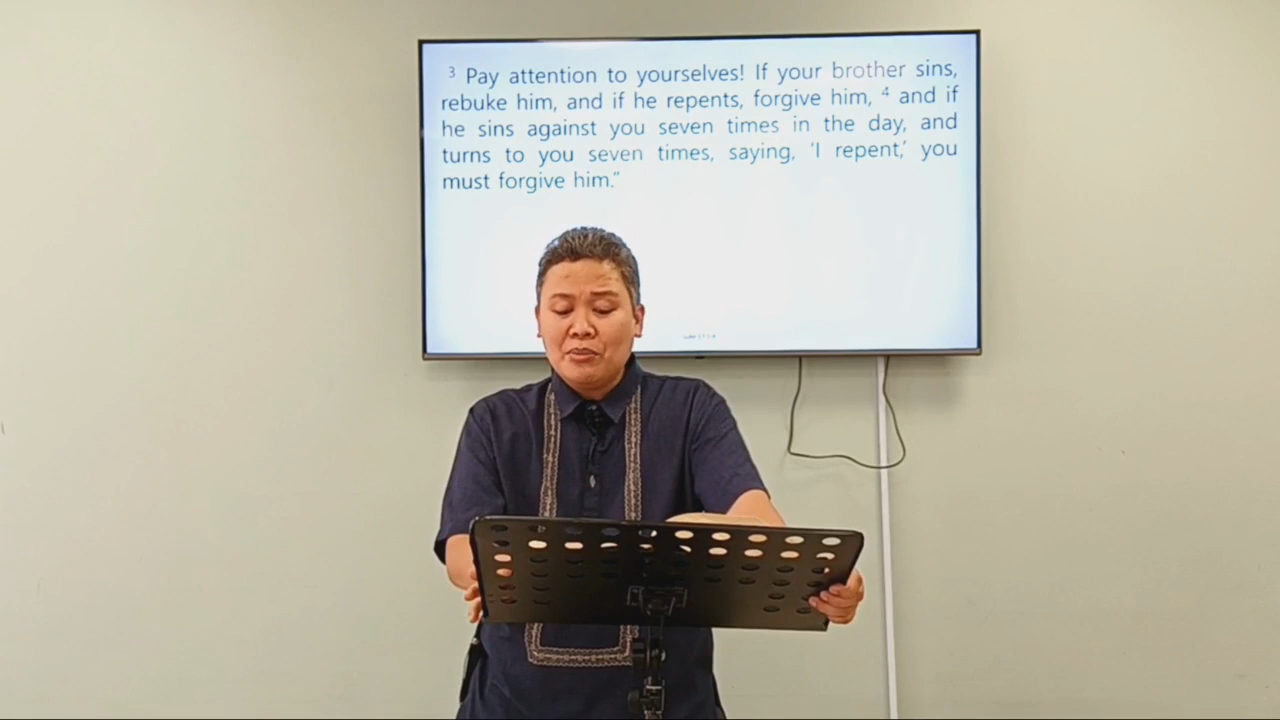 ³ Pay attention to yourselves! If your brother sins,
rebuke him, and if he repents, forgive him, ⁴ and if
he sins against you seven times in the day, and
turns to you seven times, saying, ‘I repent,’ you
must forgive him.”